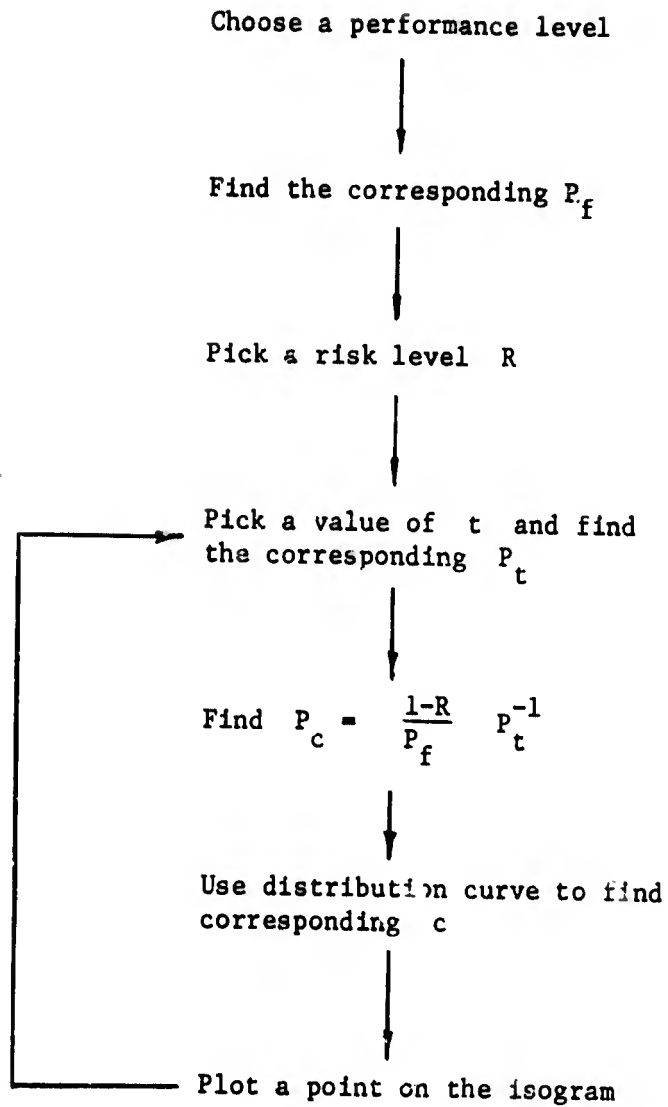 Choose a performance level
Find the corresponding P_f
Pick a risk level R
Pick a value of t and find
the corresponding P_t
Find P_c = \frac{1-R}{P_f} P_t^{-1}
Use distribution curve to find
corresponding c
Plot a point on the isogram